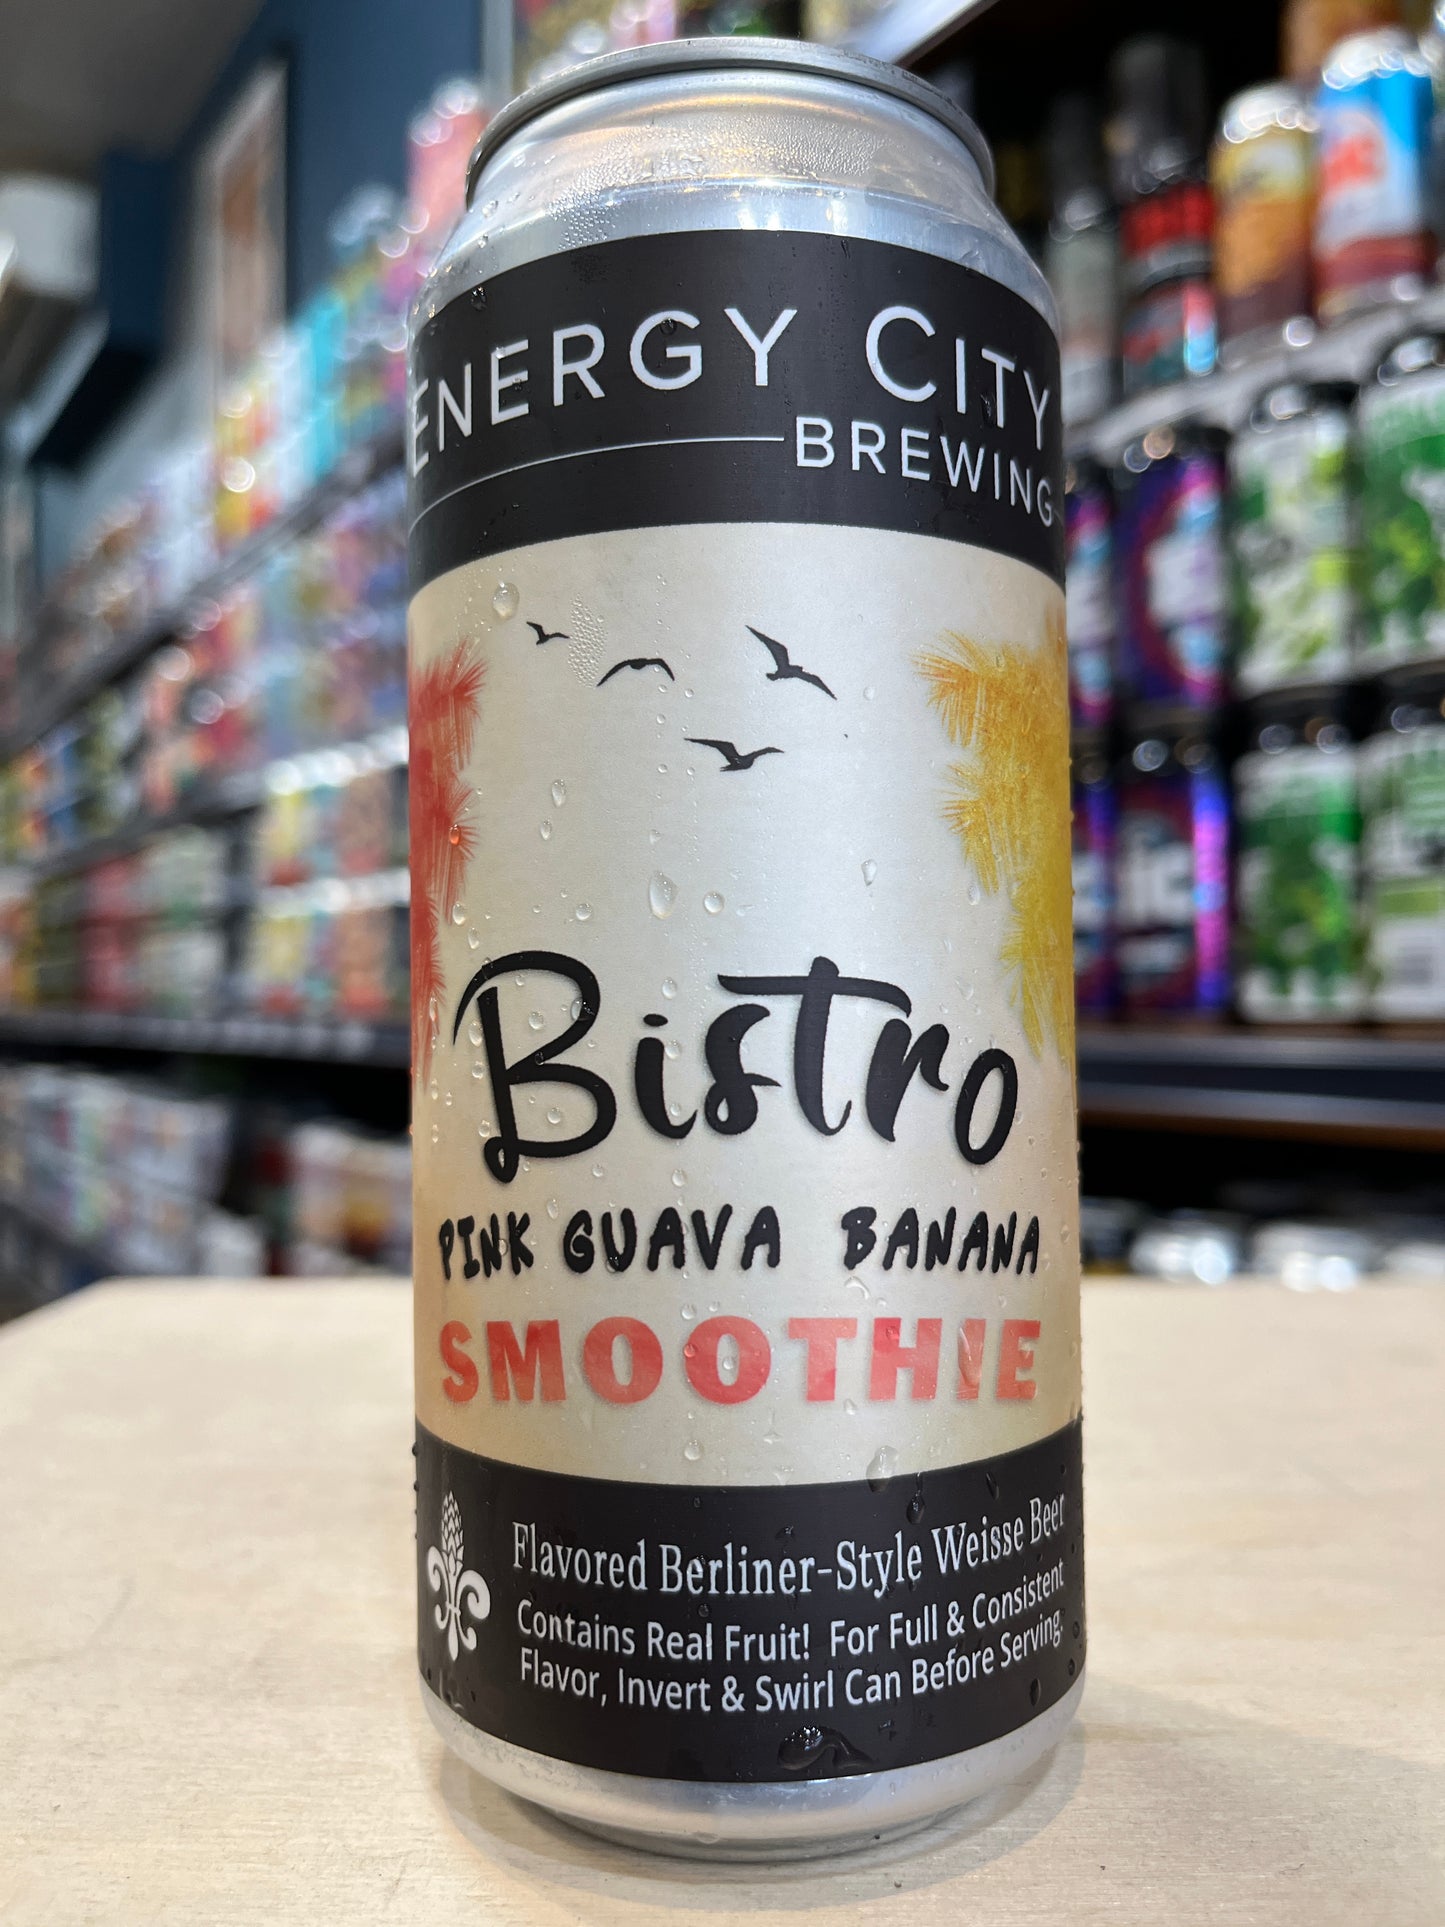 ENERGY CITY
BREWING
Bistro
PINK GUAVA BANANA
SMOOTHIE
Flavored Berliner-Style Weisse Beer
Contains Real Fruit! For Full & Consistent
Flavor, Invert & Swirl Can Before Serving.